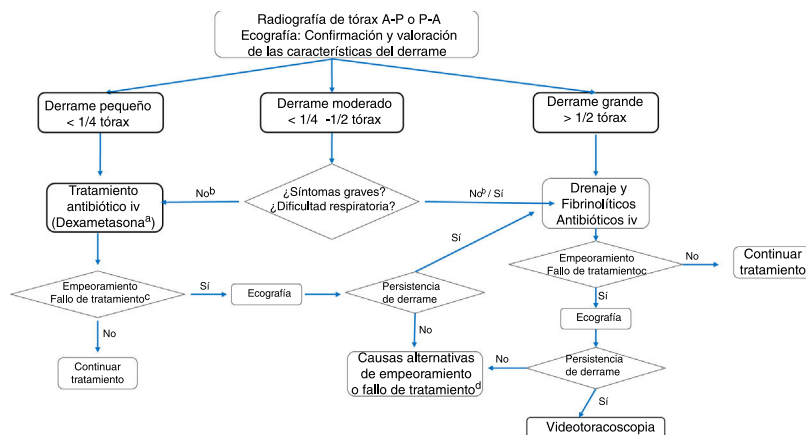 Radiografía de tórax A-P o P-A
Ecografía: Confirmación y valoración
de las características del derrame
Derrame pequeño
< 1/4 tórax
Derrame moderado
< 1/4 -1/2 tórax
Derrame grande
> 1/2 tórax
Tratamiento
antibiótico iv
(Dexametasonaᵃ)
Noᵇ
¿Síntomas graves?
¿Dificultad respiratoria?
Noᵇ / Sí
Drenaje y
Fibrinolíticos
Antibióticos iv
Sí
Empeoramiento
Fallo de tratamientoc
No
Continuar
tratamiento
Empeoramiento
Fallo de tratamientoᶜ
Sí
Ecografía
Persistencia
de derrame
Sí
Ecografía
No
Continuar
tratamiento
No
Causas alternativas
de empeoramiento
o fallo de tratamientoᵈ
No
Persistencia
de derrame
Sí
Videotoracoscopia